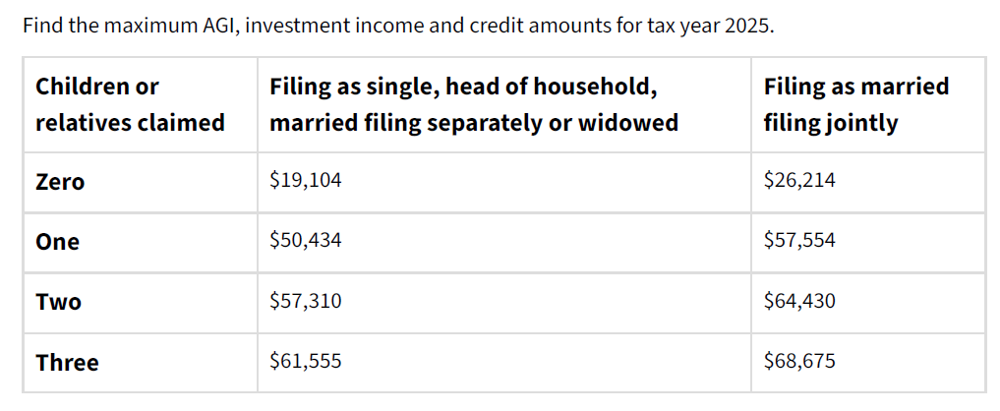 Find the maximum AGI, investment income and credit amounts for tax year 2025.
Children or relatives claimed
Filing as single, head of household, married filing separately or widowed
Filing as married filing jointly
Zero
$19,104
$26,214
One
$50,434
$57,554
Two
$57,310
$64,430
Three
$61,555
$68,675